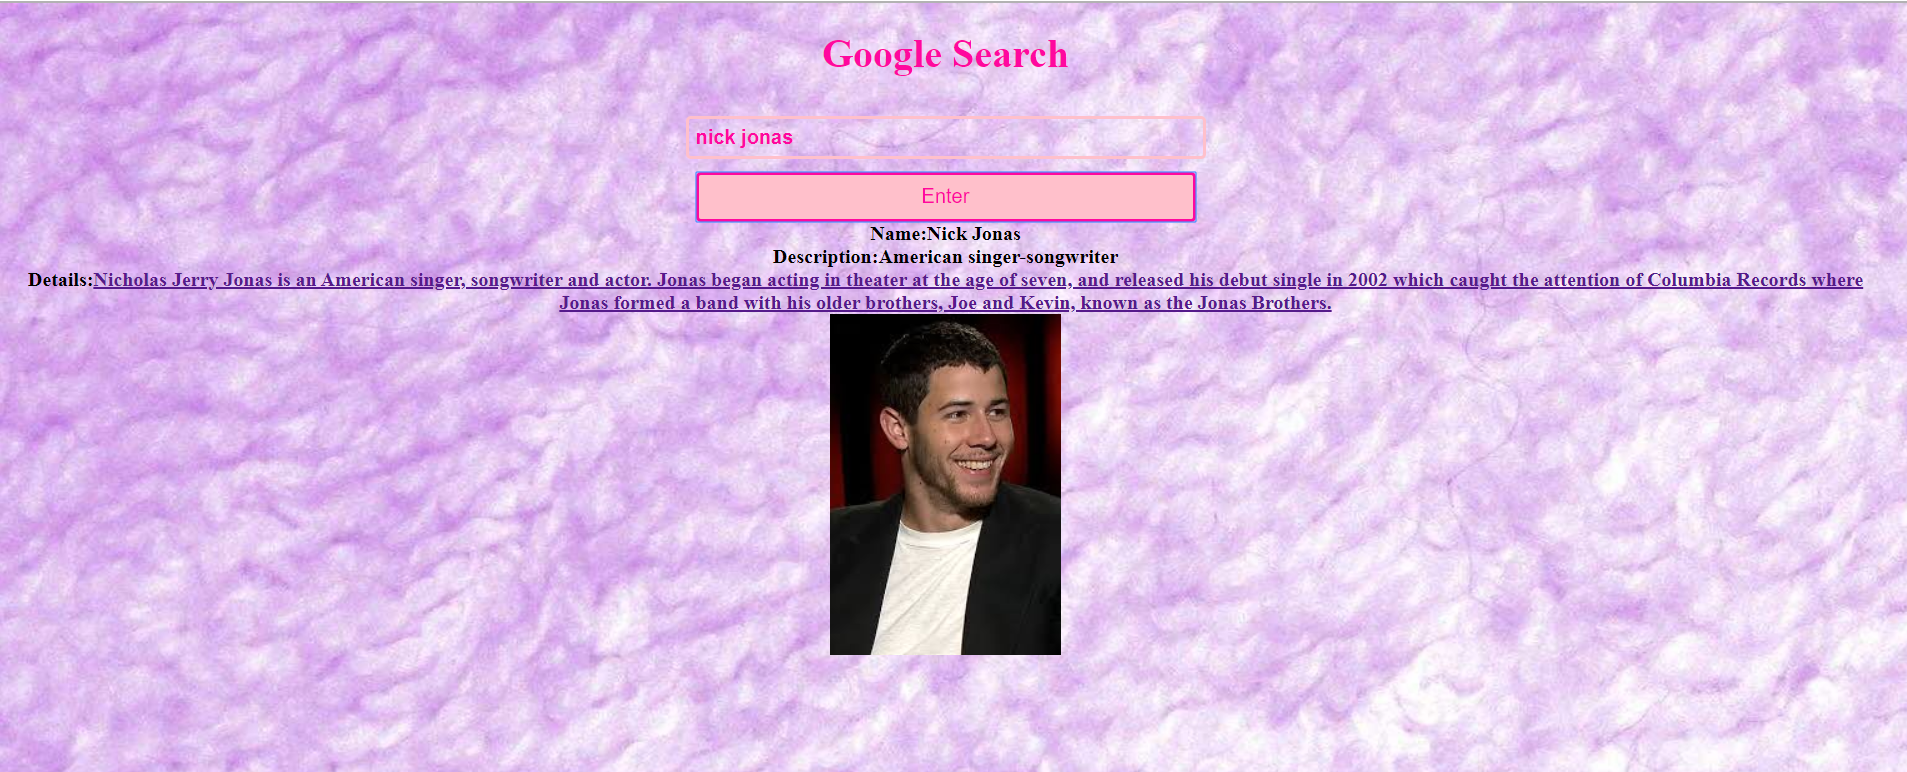 Google Search
nick jonas
Enter
Name:Nick Jonas
Description:American singer-songwriter
Details:Nicholas Jerry Jonas is an American singer, songwriter and actor. Jonas began acting in theater at the age of seven, and released his debut single in 2002 which caught the attention of Columbia Records where
Jonas formed a band with his older brothers, Joe and Kevin, known as the Jonas Brothers.